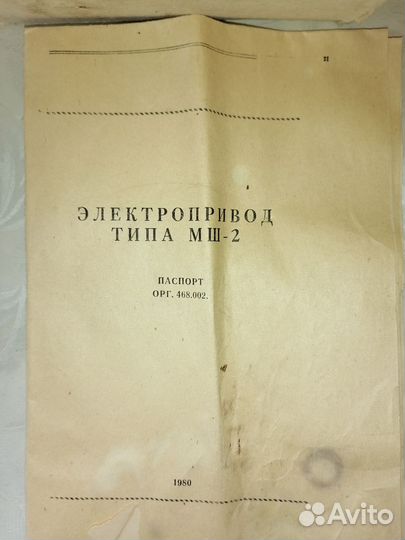 ЭЛЕКТРОПРИВОД
ТИПА МШ-2
ПАСПОРТ
ОРГ. 468.002.
1980
Avito